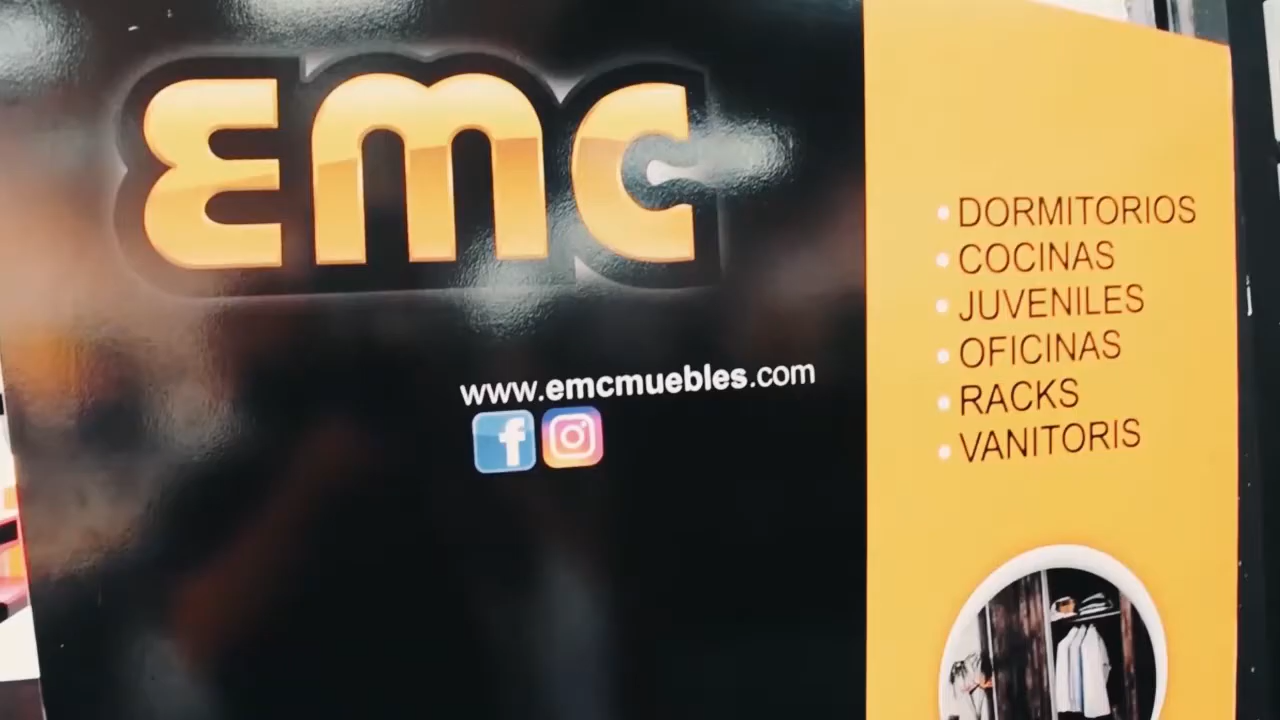 EMC
www.emcmuebles.com
• DORMITORIOS
• COCINAS
• JUVENILES
• OFICINAS
• RACKS
• VANITORIS